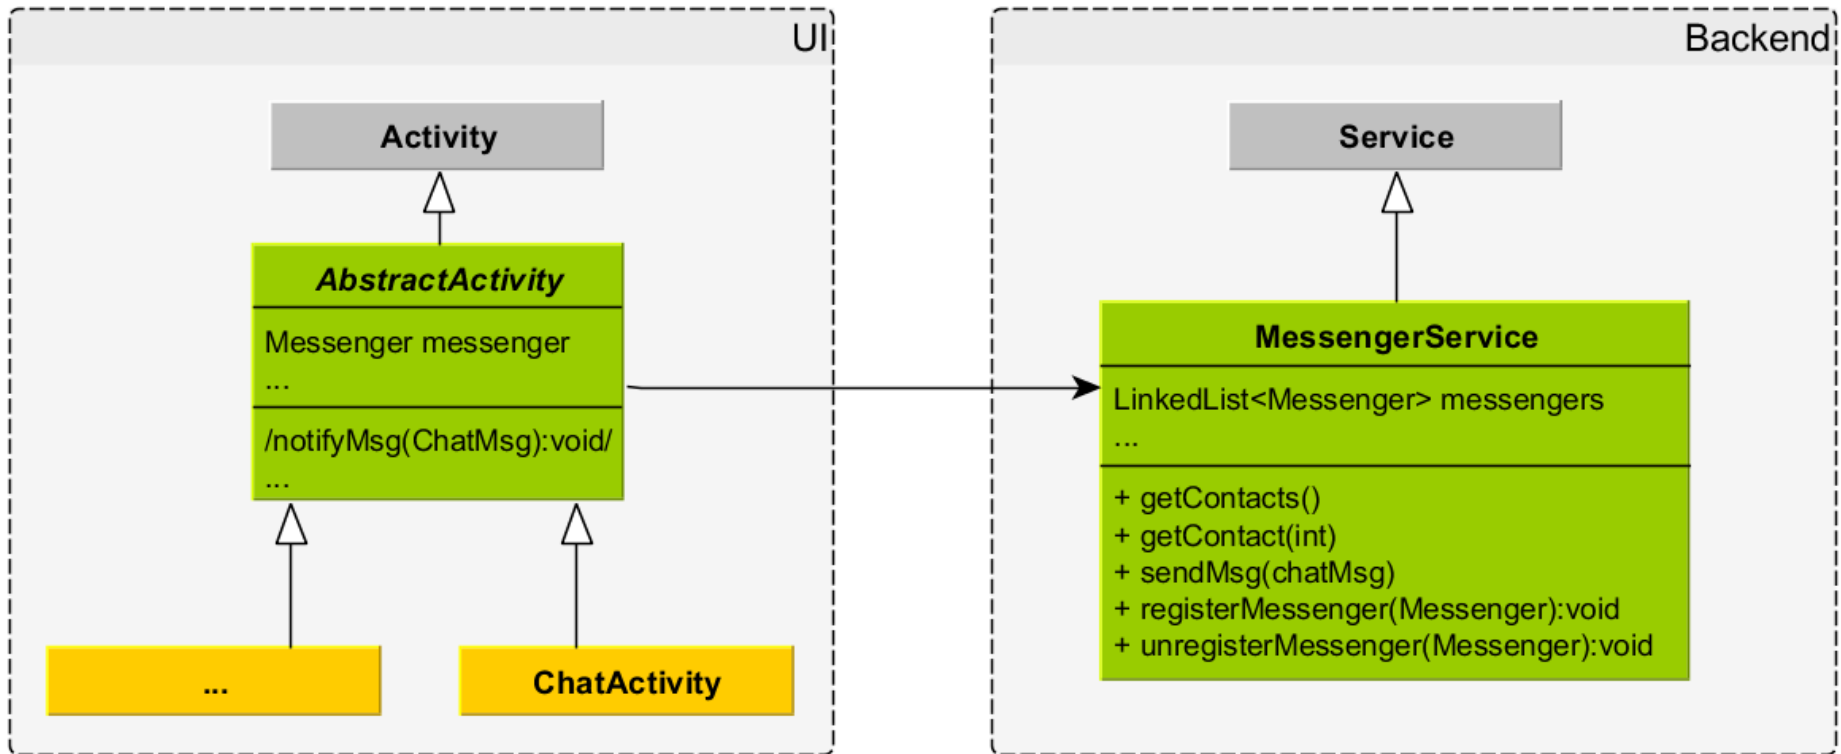 UI
Activity
AbstractActivity
Messenger messenger
...
/notifyMsg(ChatMsg):void/
...
...
ChatActivity
Backend
Service
MessengerService
LinkedList<Messenger> messengers
...
+ getContacts()
+ getContact(int)
+ sendMsg(chatMsg)
+ registerMessenger(Messenger):void
+ unregisterMessenger(Messenger):void